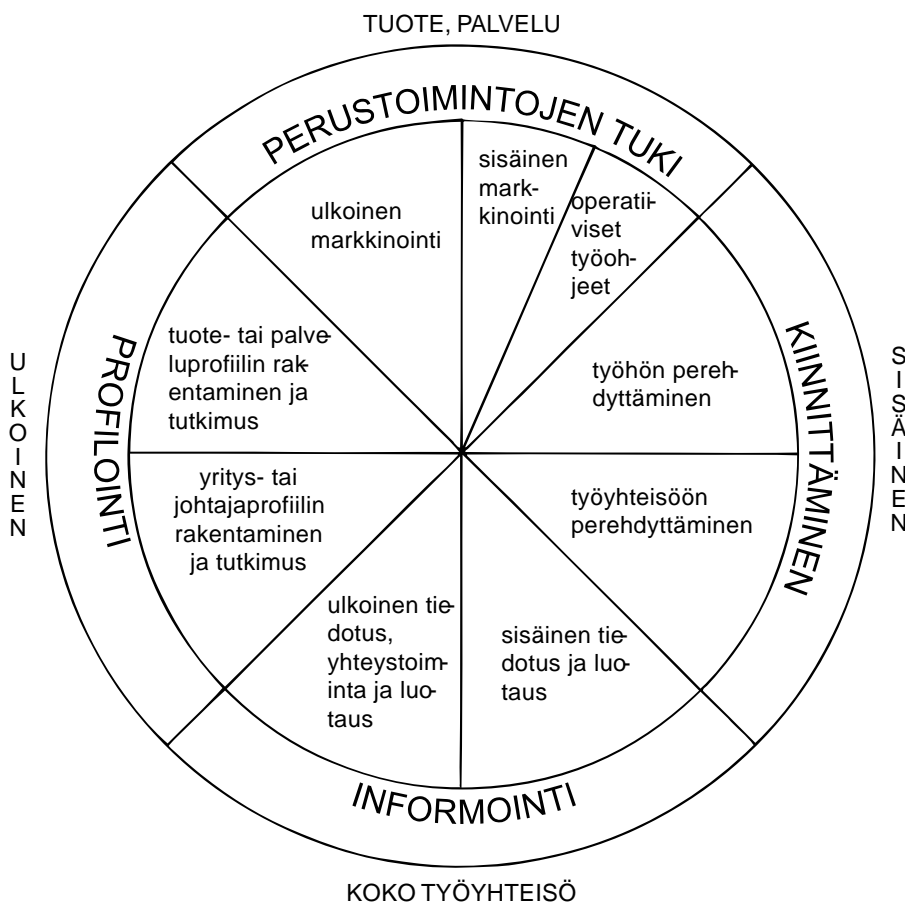 TUOTE, PALVELU
PERUSTOIMINTOJEN TUKI
sisäinen
mark-
kinointi
operatii-
viset
työoh-
jeet
ulkoinen
markkinointi
tuote- tai palve-
luprofiilin rak-
entaminen ja
tutkimus
työhön pereh-
dyttäminen
PROFILOINTI
KIINNITTÄMINEN
ULKOINEN
SISÄINEN
yritys- tai
johtajaprofiilin
rakentaminen
ja tutkimus
työyhteisöön
perehdyttäminen
ulkoinen tie-
dotus,
yhteystoim-
inta ja luo-
taus
sisäinen tie-
dotus ja luo-
taus
INFORMOINTI
KOKO TYÖYHTEISÖ